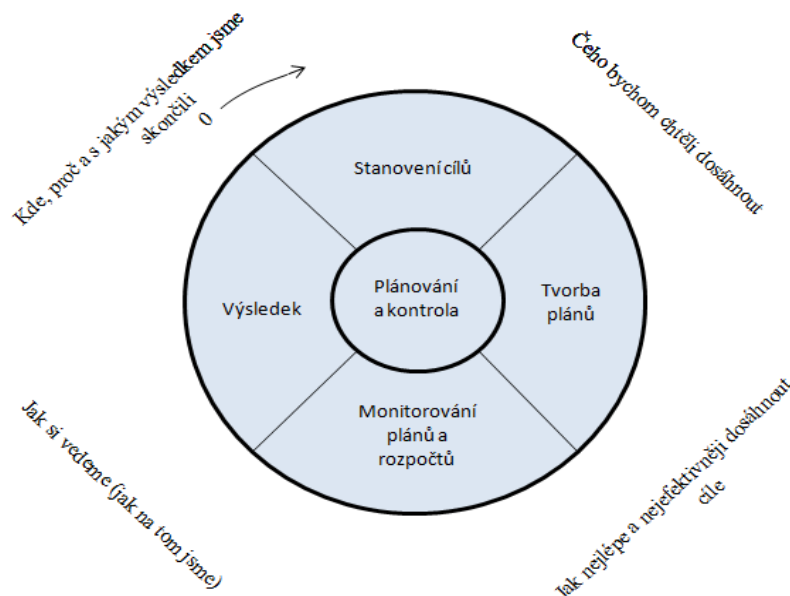 Kde, proč a s jakým výsledkem jsme
skončili
0
Čeho bychom chtěli dosáhnout
Stanovení cílů
Plánování
a kontrola
Tvorba
plánů
Výsledek
Monitorování
plánů a
rozpočtů
Jak si vedeme (jak na tom jsme)
Jak nejlépe a nejefektivněji dosáhnout
cíle